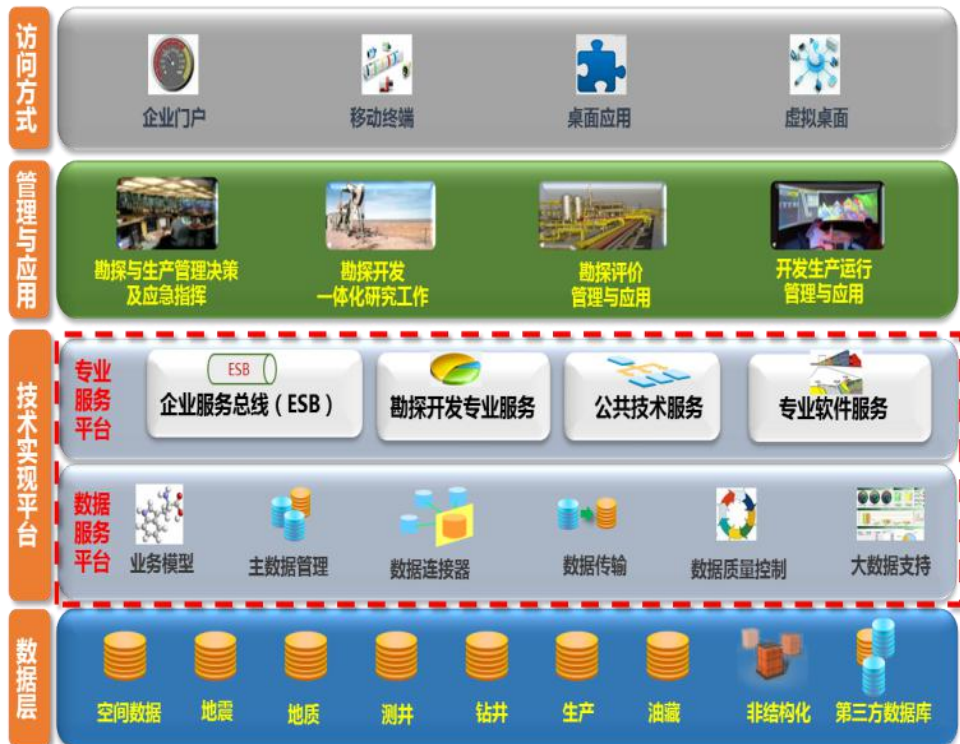 访问方式
企业门户
移动终端
桌面应用
虚拟桌面
管理与应用
勘探与生产管理决策
及应急指挥
勘探开发
一体化研究工作
勘探评价
管理与应用
开发生产运行
管理与应用
技术实现平台
专业
服务
平台
ESB
企业服务总线（ESB）
勘探开发专业服务
公共技术服务
专业软件服务
数据
服务
平台
业务模型
主数据管理
数据连接器
数据传输
数据质量控制
大数据支持
数据层
空间数据
地震
地质
测井
钻井
生产
油藏
非结构化
第三方数据库